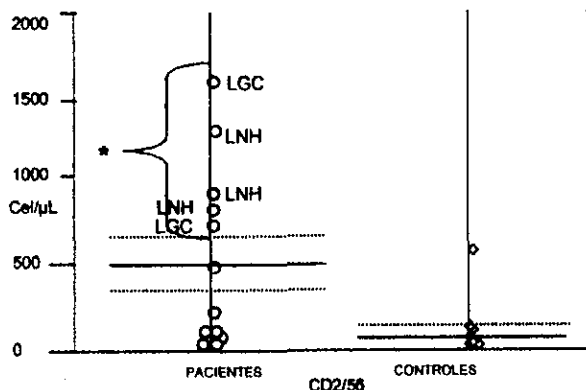 2000
1500
1000
Cel/µL
500
0
*
LGC
LNH
LNH
LNH
LGC
PACIENTES
CONTROLES
CD2/56